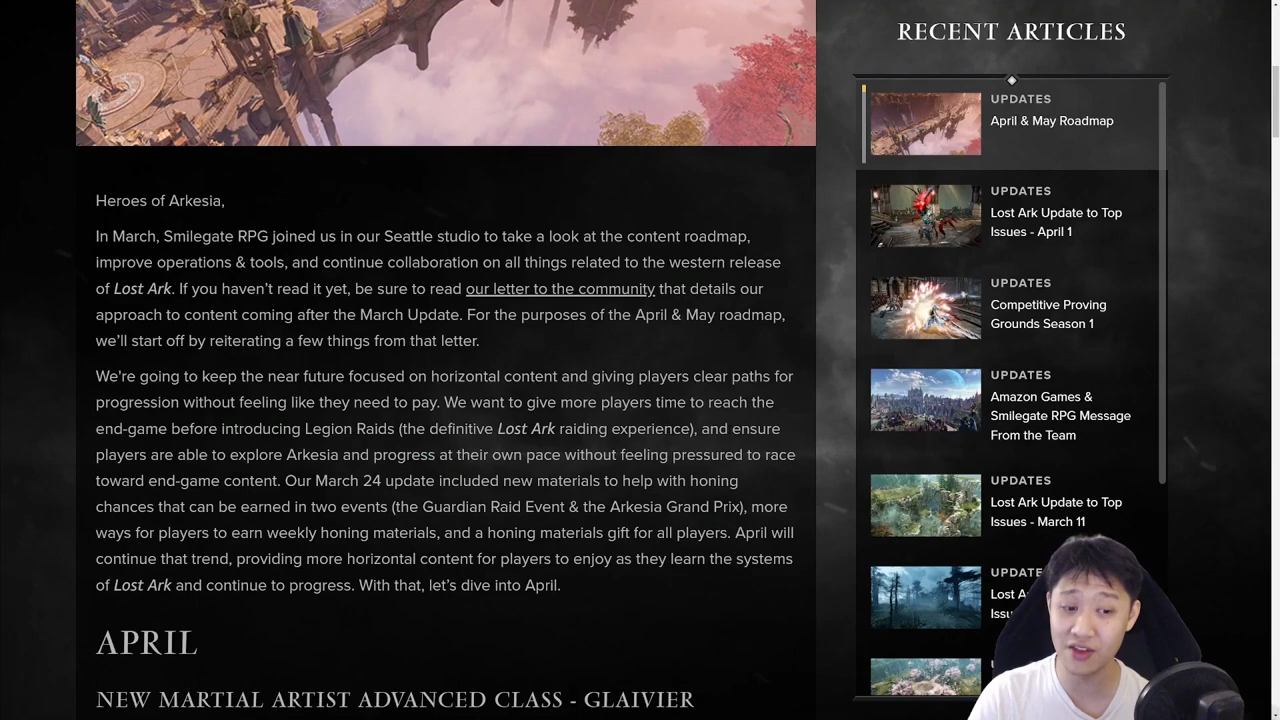 Heroes of Arkesia,
In March, Smilegate RPG joined us in our Seattle studio to take a look at the content roadmap,
improve operations & tools, and continue collaboration on all things related to the western release
of Lost Ark. If you haven’t read it yet, be sure to read our letter to the community that details our
approach to content coming after the March Update. For the purposes of the April & May roadmap,
we’ll start off by reiterating a few things from that letter.
We're going to keep the near future focused on horizontal content and giving players clear paths for
progression without feeling like they need to pay. We want to give more players time to reach the
end-game before introducing Legion Raids (the definitive Lost Ark raiding experience), and ensure
players are able to explore Arkesia and progress at their own pace without feeling pressured to race
toward end-game content. Our March 24 update included new materials to help with honing
chances that can be earned in two events (the Guardian Raid Event & the Arkesia Grand Prix), more
ways for players to earn weekly honing materials, and a honing materials gift for all players. April will
continue that trend, providing more horizontal content for players to enjoy as they learn the systems
of Lost Ark and continue to progress. With that, let’s dive into April.
APRIL
NEW MARTIAL ARTIST ADVANCED CLASS - GLAIVIER
RECENT ARTICLES
UPDATES
April & May Roadmap
UPDATES
Lost Ark Update to Top
Issues - April 1
UPDATES
Competitive Proving
Grounds Season 1
UPDATES
Amazon Games &
Smilegate RPG Message
From the Team
UPDATES
Lost Ark Update to Top
Issues - March 11